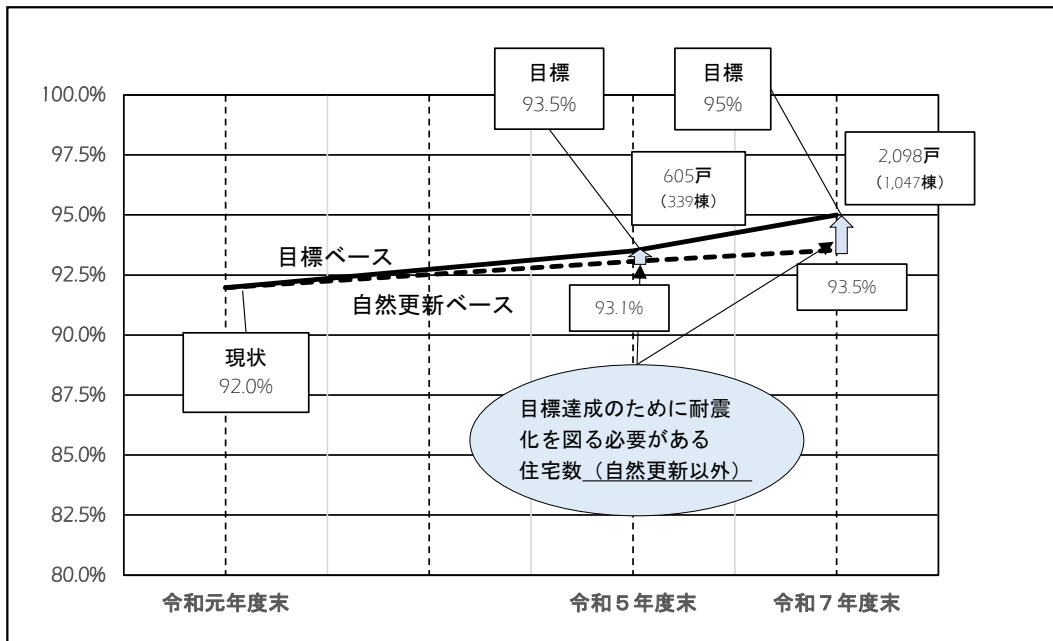 目標
93.5%
目標
95%
100.0%
97.5%
95.0%
92.5%
90.0%
87.5%
85.0%
82.5%
80.0%
605戸
（339棟）
2,098戸
（1,047棟）
目標ベース
自然更新ベース
93.1%
93.5%
現状
92.0%
目標達成のために耐震
化を図る必要がある
住宅数（自然更新以外）
令和元年度末
令和５年度末
令和７年度末